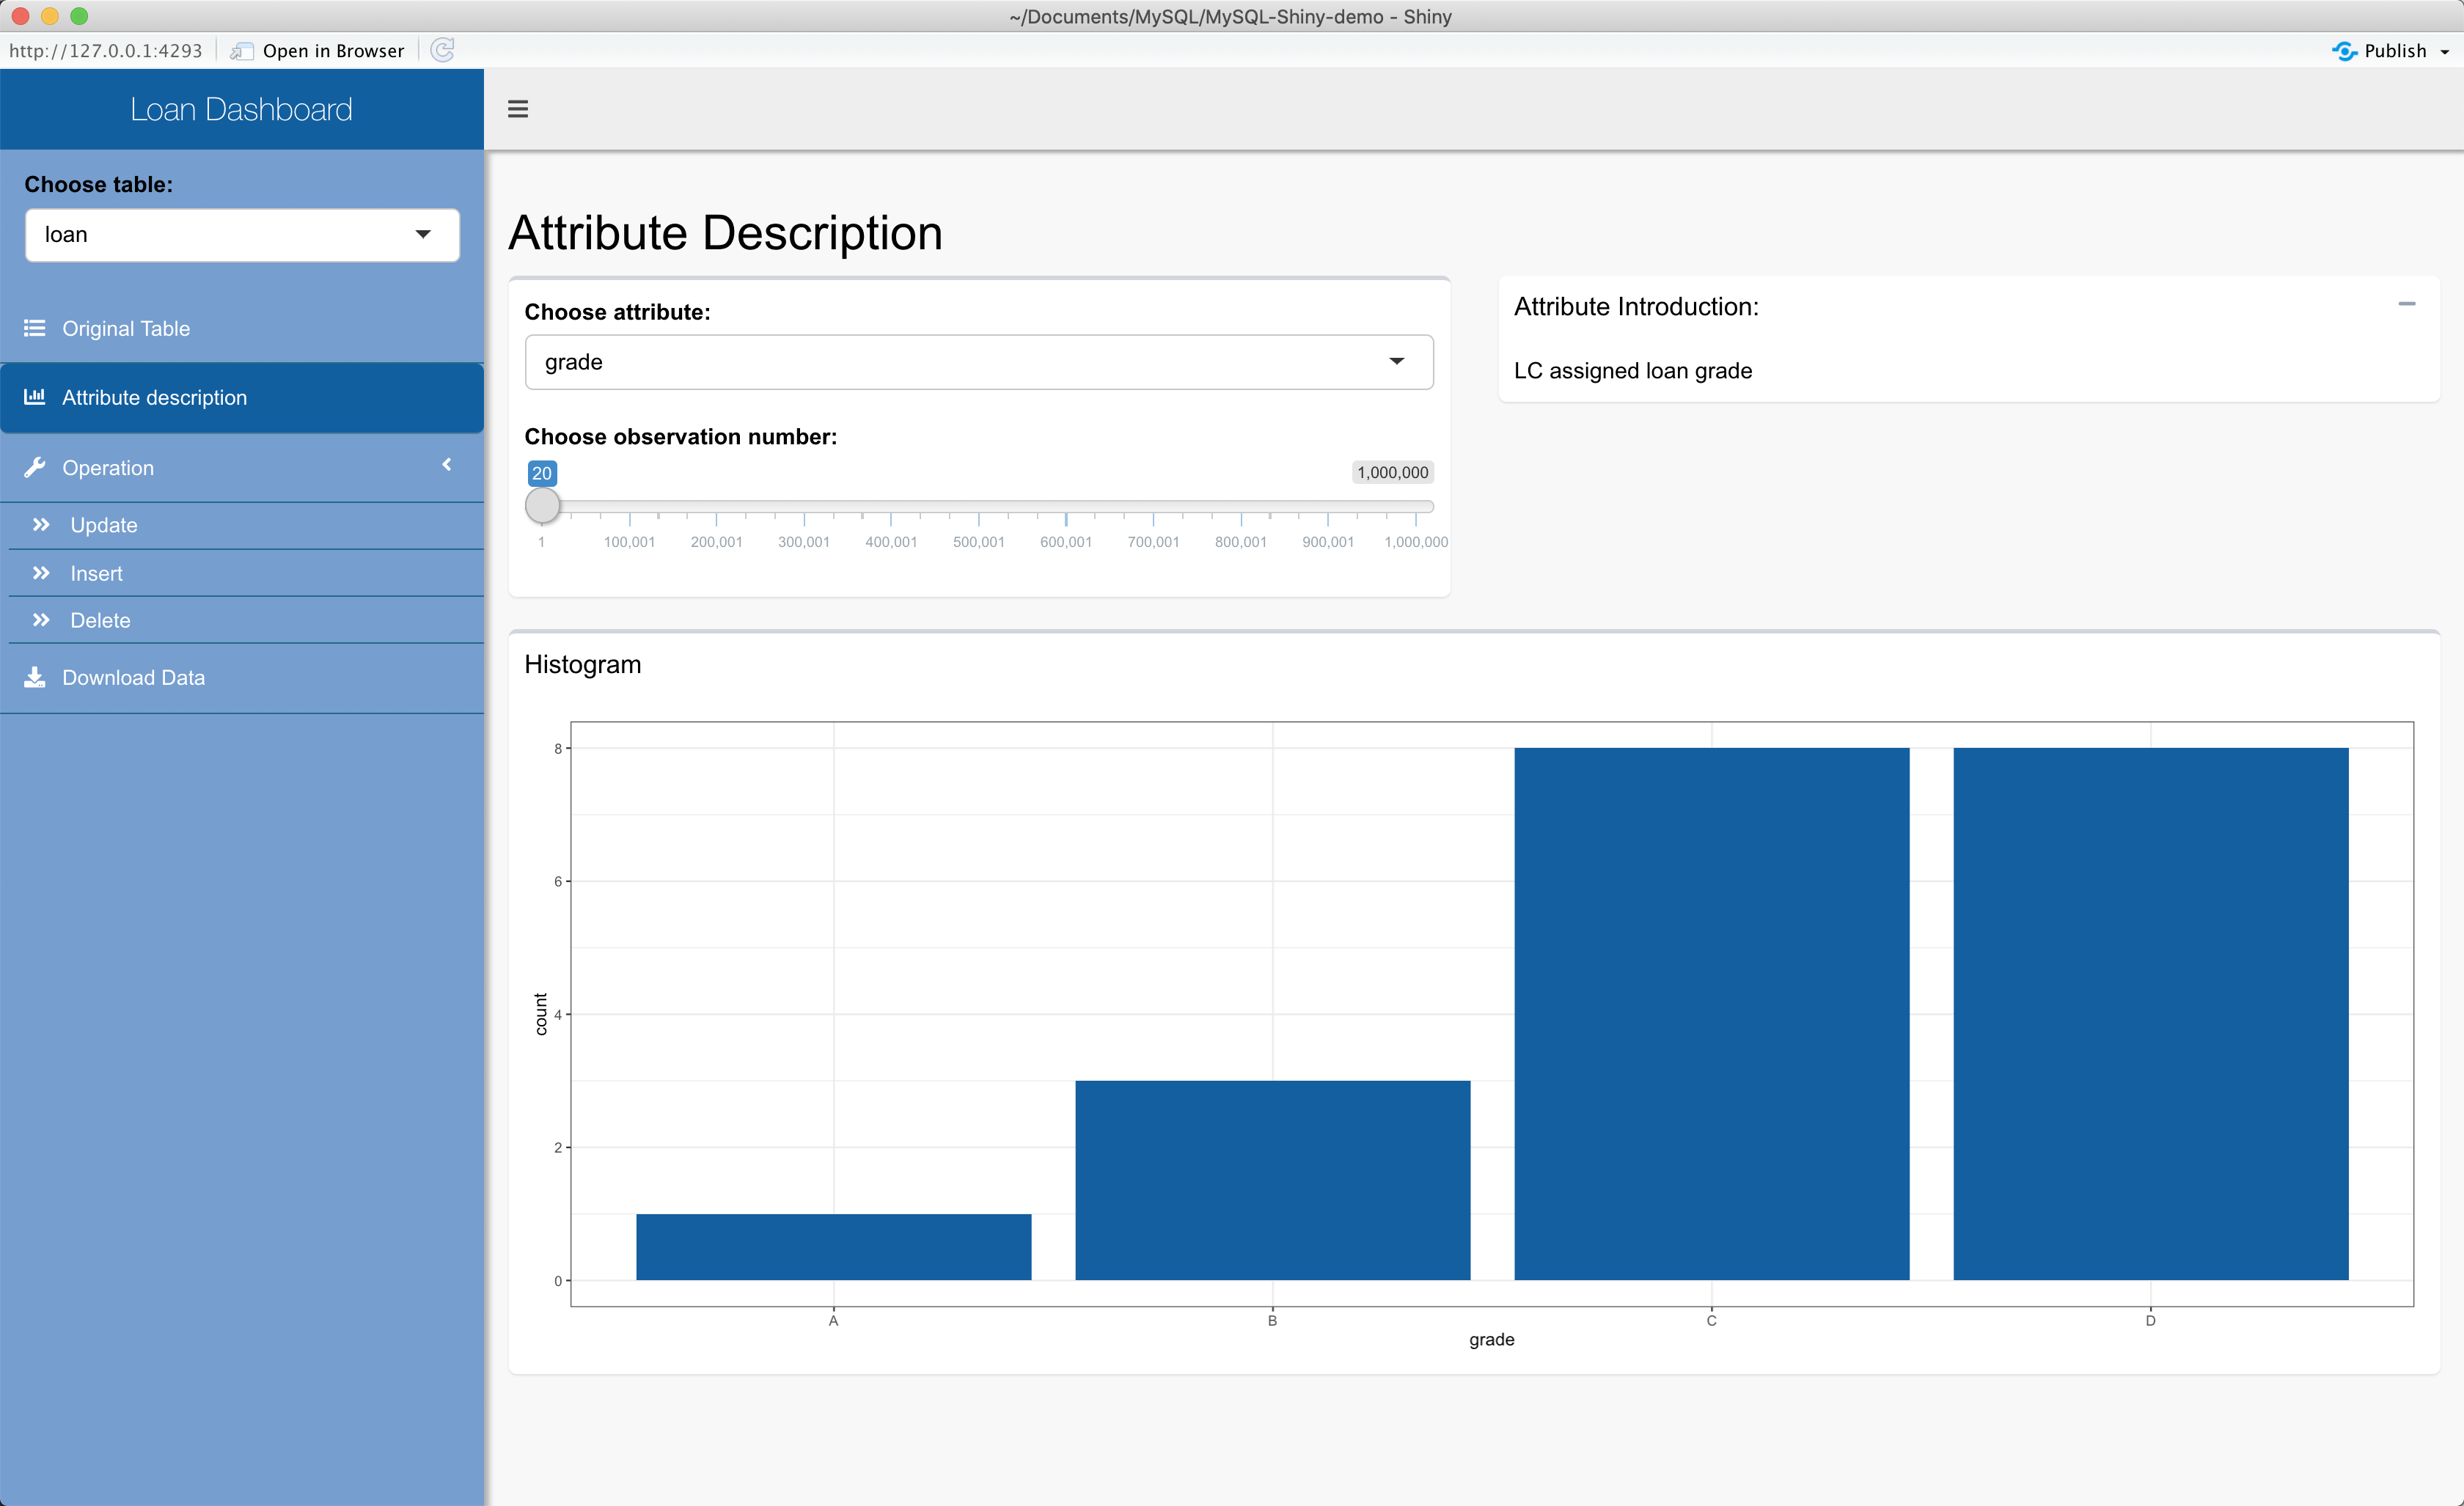 ~/Documents/MySQL/MySQL-Shiny-demo - Shiny
http://127.0.0.1:4293 Open in Browser Publish
Loan Dashboard
Choose table:
loan
Original Table
Attribute description
Operation
Update
Insert
Delete
Download Data
Attribute Description
Choose attribute:
grade
Choose observation number:
20 1,000,000
1 100,001 200,001 300,001 400,001 500,001 600,001 700,001 800,001 900,001 1,000,000
Attribute Introduction:
LC assigned loan grade
Histogram
8
6
4
2
0
count
A B C D
grade